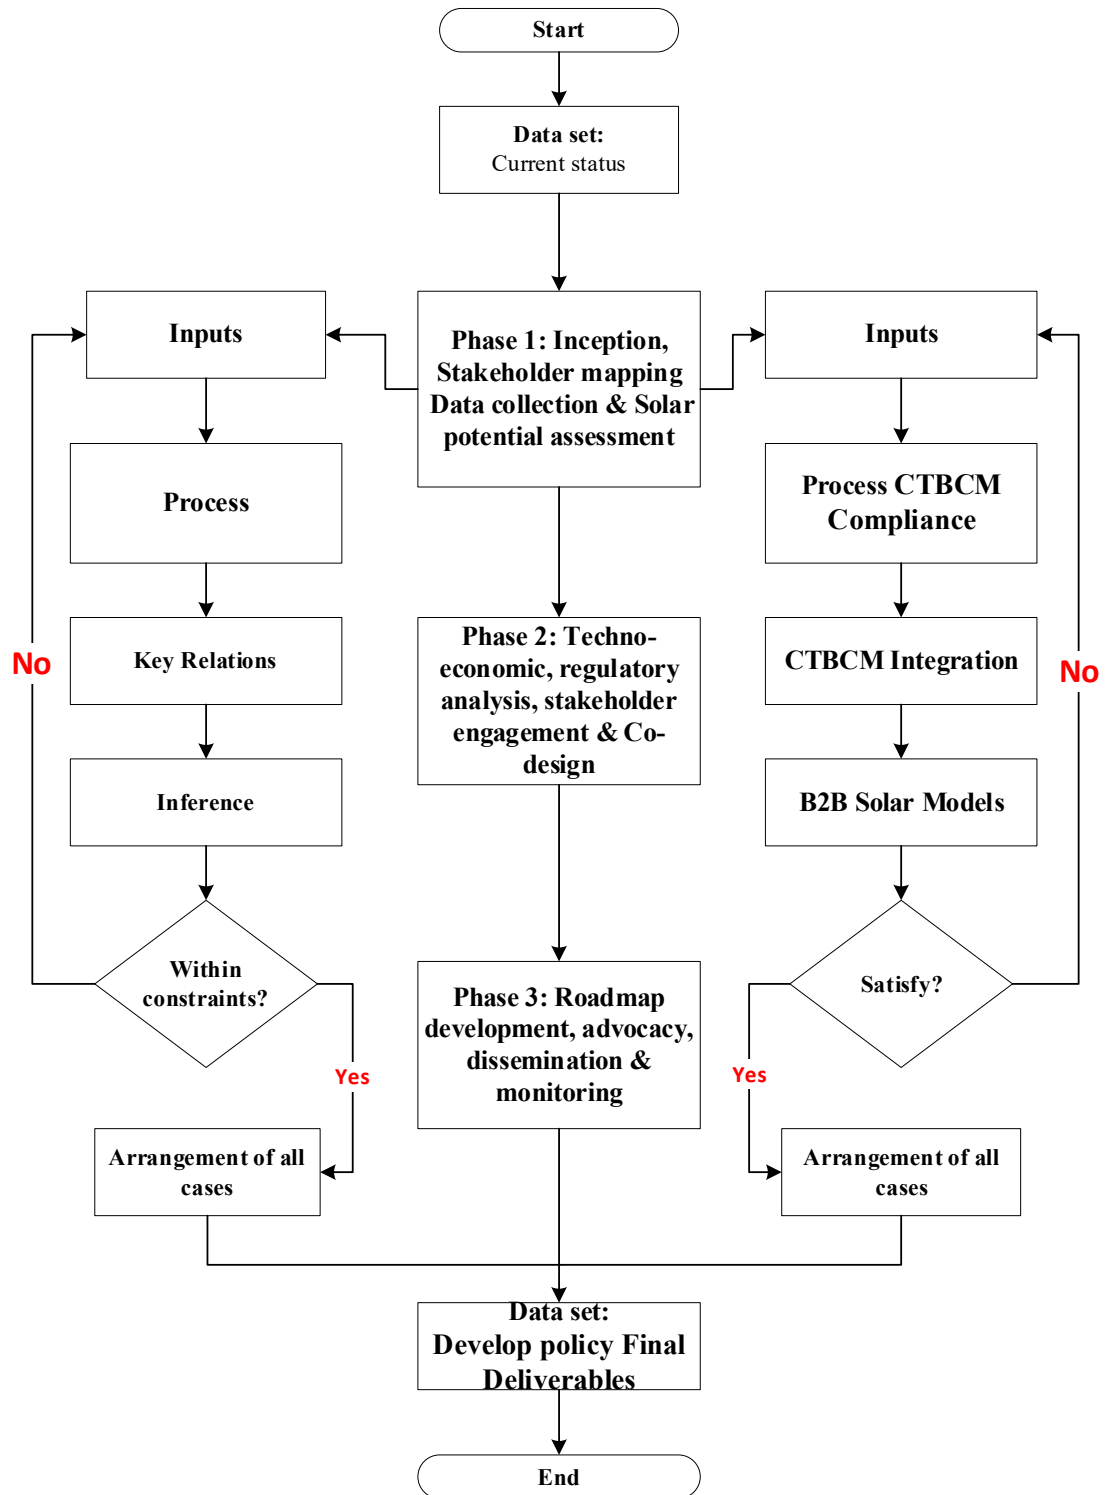 Start
Data set:
Current status
Inputs
Phase 1: Inception,
Stakeholder mapping
Data collection & Solar
potential assessment
Inputs
Process
Process CTBCM
Compliance
Key Relations
Phase 2: Techno-
economic, regulatory
analysis, stakeholder
engagement & Co-
design
CTBCM Integration
No
No
Inference
B2B Solar Models
Within
constraints?
Phase 3: Roadmap
development, advocacy,
dissemination &
monitoring
Satisfy?
Yes
Yes
Arrangement of all
cases
Arrangement of all
cases
Data set:
Develop policy Final
Deliverables
End